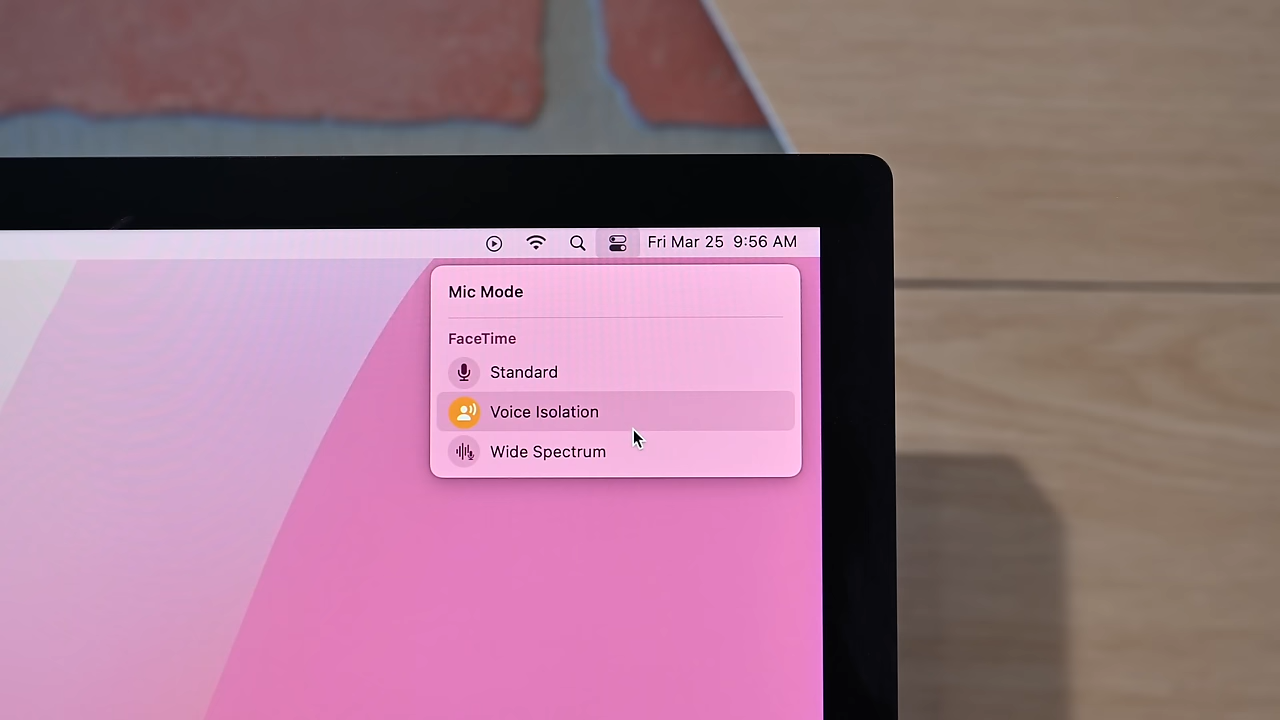 Fri Mar 25 9:56 AM
Mic Mode
FaceTime
Standard
Voice Isolation
Wide Spectrum